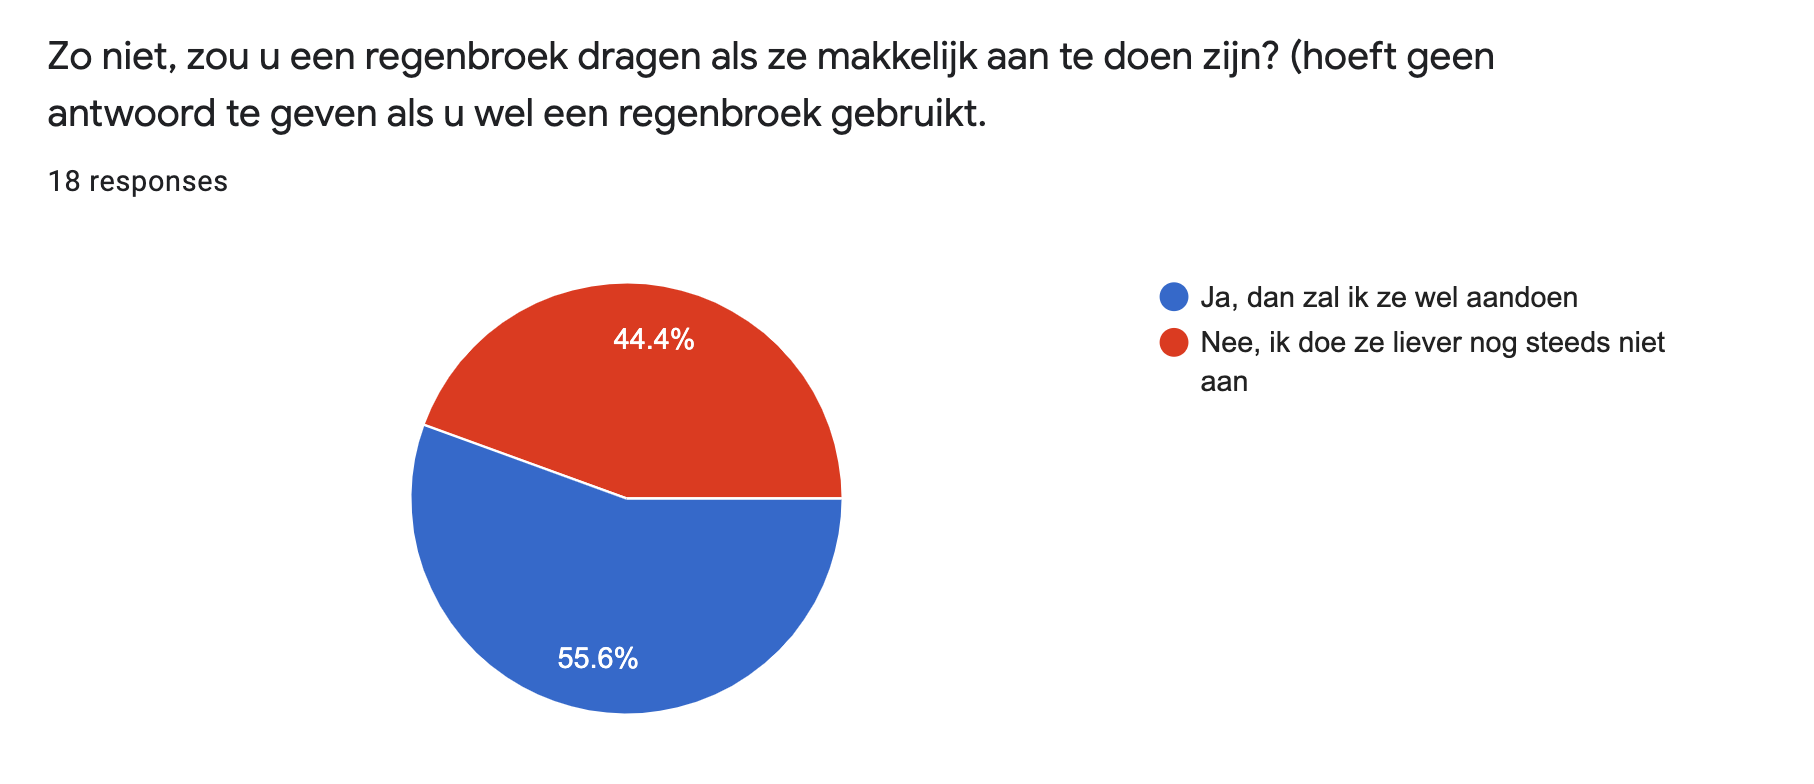 Zo niet, zou u een regenbroek dragen als ze makkelijk aan te doen zijn? (hoeft geen
antwoord te geven als u wel een regenbroek gebruikt.
18 responses
44.4%
55.6%
Ja, dan zal ik ze wel aandoen
Nee, ik doe ze liever nog steeds niet
aan